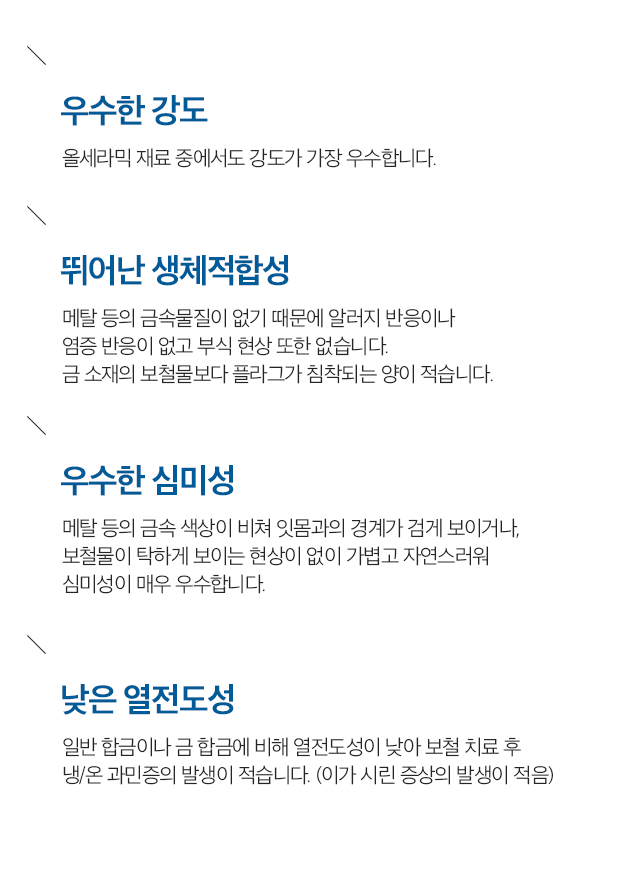 우수한 강도
올세라믹 재료 중에서도 강도가 가장 우수합니다.
뛰어난 생체적합성
메탈 등의 금속물질이 없기 때문에 알러지 반응이나
염증 반응이 없고 부식 현상 또한 없습니다.
금 소재의 보철물보다 플라그가 침착되는 양이 적습니다.
우수한 심미성
메탈 등의 금속 색상이 비쳐 잇몸과의 경계가 검게 보이거나,
보철물이 탁하게 보이는 현상이 없이 가볍고 자연스러워
심미성이 매우 우수합니다.
낮은 열전도성
일반 합금이나 금 합금에 비해 열전도성이 낮아 보철 치료 후
냉/온 과민증의 발생이 적습니다. (이가 시린 증상의 발생이 적음)